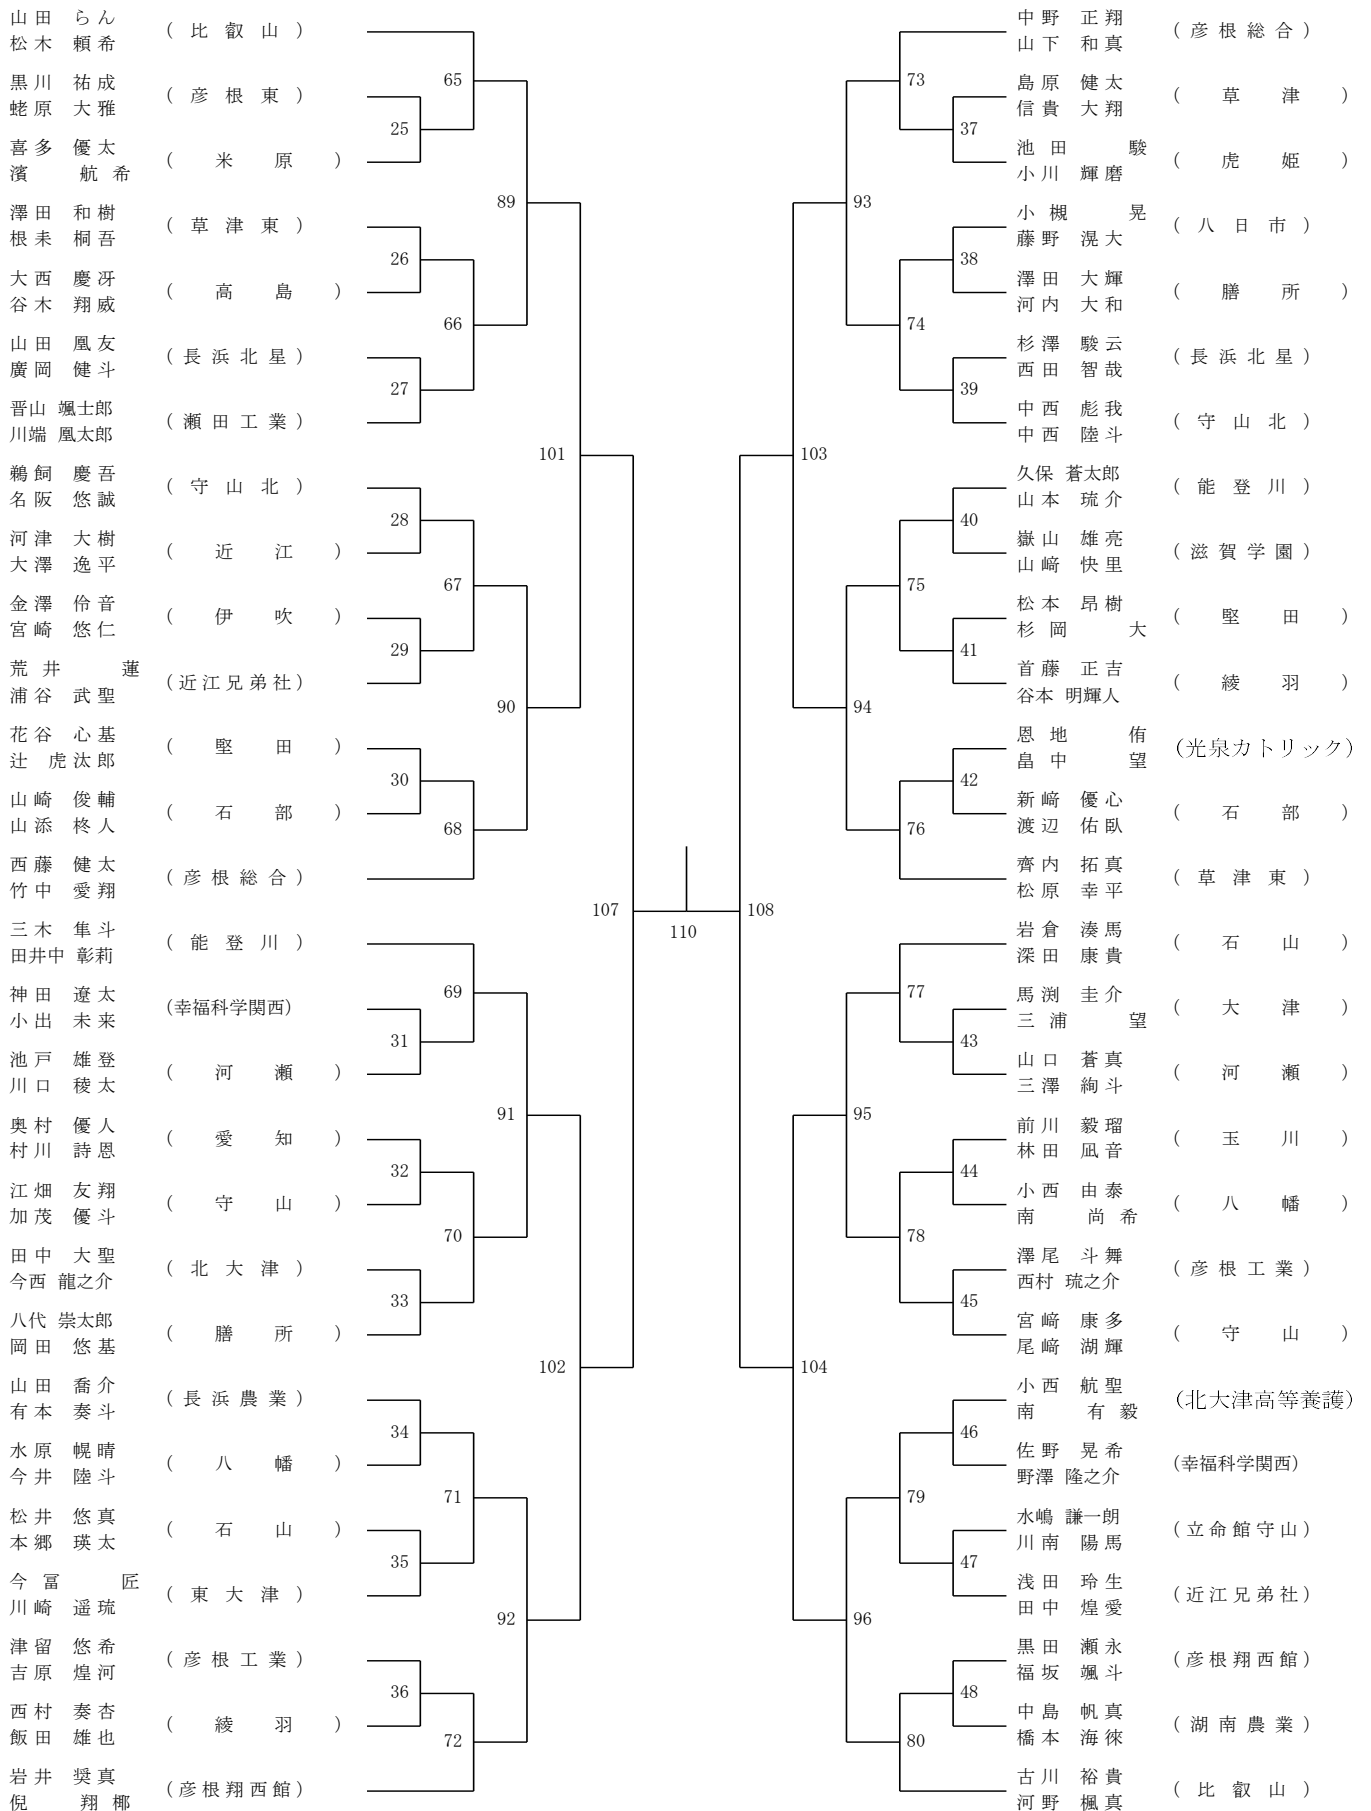 山田 らん
松木 頼希
(比叡山)
黒川 祐成
蛯原 大雅
(彦根東)
喜多 優太
濱 航希
(米原)
澤田 和樹
根耒 桐吾
(草津東)
大西 慶冴
谷木 翔威
(高島)
山田 凰友
廣岡 健斗
(長浜北星)
晋山 颯士郎
川端 凰太郎
(瀬田工業)
鵜飼 慶吾
名阪 悠誠
(守山北)
河津 大樹
大澤 逸平
(近江)
金澤 伶音
宮崎 悠仁
(伊吹)
荒井 蓮
浦谷 武聖
(近江兄弟社)
花谷 心基
辻 虎汰郎
(堅田)
山崎 俊輔
山添 柊人
(石部)
西藤 健太
竹中 愛翔
(彦根総合)
三木 隼斗
田井中 彰莉
(能登川)
神田 遼太
小出 未来
(幸福科学関西)
池戸 雄登
川口 稜太
(河瀬)
奥村 優人
村川 詩恩
(愛知)
江畑 友翔
加茂 優斗
(守山)
田中 大聖
今西 龍之介
(北大津)
八代 崇太郎
岡田 悠基
(膳所)
山田 喬介
有本 奏斗
(長浜農業)
水原 幌晴
今井 陸斗
(八幡)
松井 悠真
本郷 瑛太
(石山)
今冨 匠
川崎 遥琉
(東大津)
津留 悠希
吉原 煌河
(彦根工業)
西村 奏杏
飯田 雄也
(綾羽)
岩井 奨真
倪 翔椰
(彦根翔西館)
65
25
89
26
66
27
101
28
67
29
90
30
68
107
69
31
91
32
70
33
102
34
71
35
92
36
72
110
108
73
37
93
38
74
39
103
40
75
41
94
42
76
77
43
95
44
78
45
104
46
79
47
96
48
80
中野 正翔
山下 和真
(彦根総合)
島原 健太
信貴 大翔
(草津)
池田 駿
小川 輝磨
(虎姫)
小槻 晃
藤野 滉大
(八日市)
澤田 大輝
河内 大和
(膳所)
杉澤 駿云
西田 智哉
(長浜北星)
中西 彪我
中西 陸斗
(守山北)
久保 蒼太郎
山本 琉介
(能登川)
嶽山 雄亮
山﨑 快里
(滋賀学園)
松本 昂樹
杉岡 大
(堅田)
首藤 正吉
谷本 明輝人
(綾羽)
恩地 侑
畠中 望
(光泉カトリック)
新﨑 優心
渡辺 佑臥
(石部)
齊内 拓真
松原 幸平
(草津東)
岩倉 湊馬
深田 康貴
(石山)
馬渕 圭介
三浦 望
(大津)
山口 蒼真
三澤 絢斗
(河瀬)
前川 毅瑠
林田 凪音
(玉川)
小西 由泰
南 尚希
(八幡)
澤尾 斗舞
西村 琉之介
(彦根工業)
宮﨑 康多
尾﨑 湖輝
(守山)
小西 航聖
南 有毅
(北大津高等養護)
佐野 晃希
野澤 隆之介
(幸福科学関西)
水嶋 謙一朗
川南 陽馬
(立命館守山)
浅田 玲生
田中 煌愛
(近江兄弟社)
黒田 瀬永
福坂 颯斗
(彦根翔西館)
中島 帆真
橋本 海徠
(湖南農業)
古川 裕貴
河野 楓真
(比叡山)